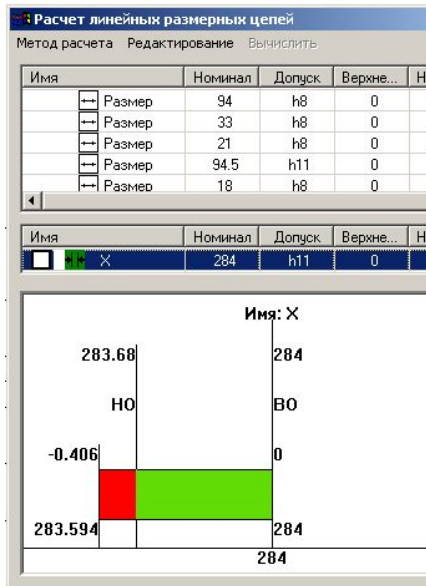 Расчет линейных размерных цепей
Метод расчета Редактирование Вычислить
Имя Номинал Допуск Верхне... Н
Размер 94 h8 0
Размер 33 h8 0
Размер 21 h8 0
Размер 94.5 h11 0
Размер 18 h8 0
Имя Номинал Допуск Верхне... Н
X 284 h11 0
Имя: X
283.68 284
НО ВО
-0.406 0
283.594 284
284